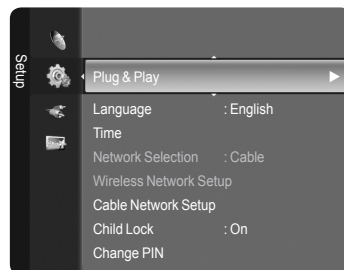 Setup
Plug & Play
Language : English
Time
Network Selection : Cable
Wireless Network Setup
Cable Network Setup
Child Lock : On
Change PIN